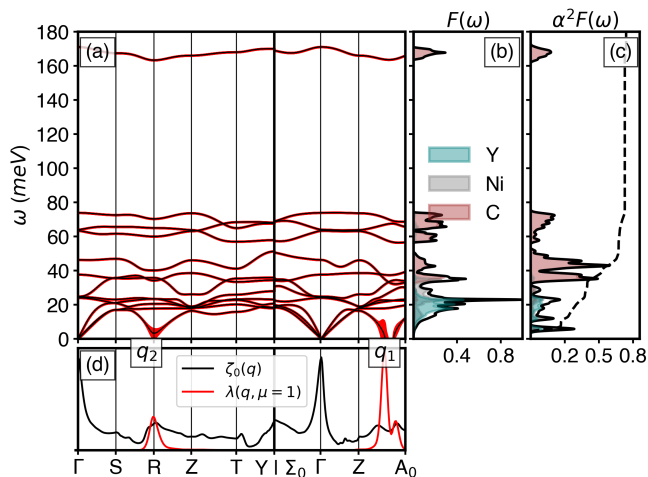 F(ω) α²F(ω)
180
160
140
120
100
80
60
40
20
0
ω (meV)
(a)
(b)
(c)
Y
Ni
C
0.4 0.8
0.2 0.5 0.8
q₂
q₁
(d)
ζ₀(q)
λ(q, μ = 1)
Γ S R Z T Y | Σ₀ Γ Z A₀